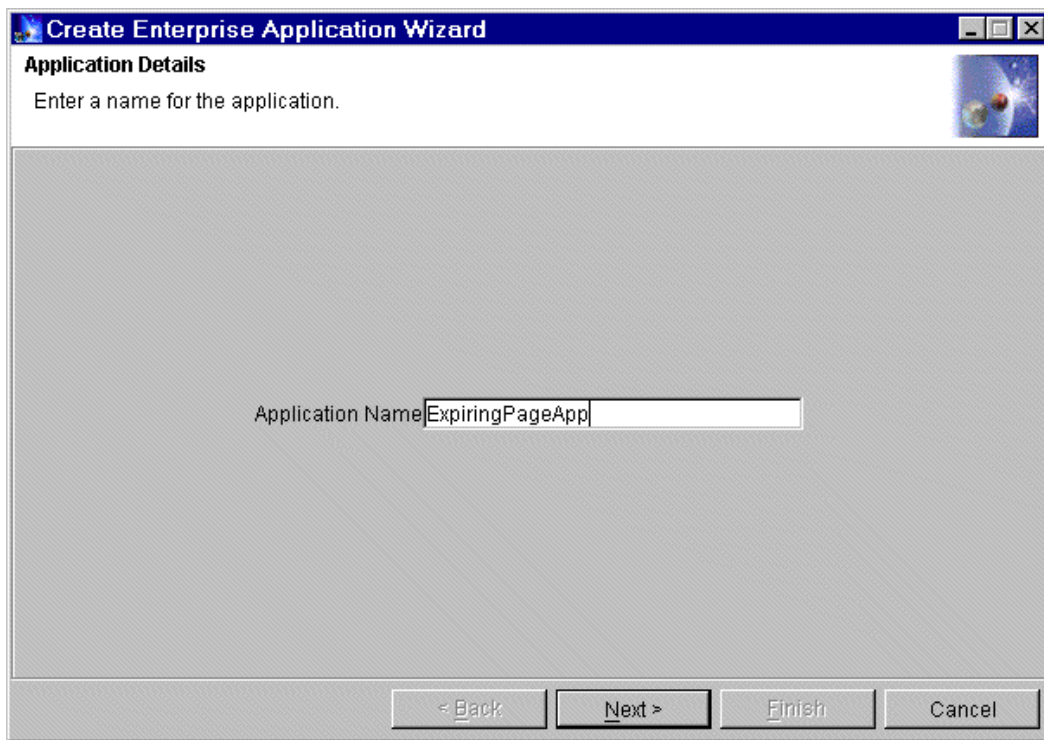 Create Enterprise Application Wizard
Application Details
Enter a name for the application.
Application Name ExpiringPageApp
< Back Next > Finish Cancel